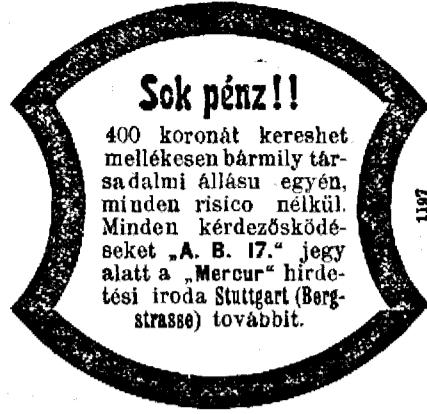 Sok pénz!!
400 koronát kereshet
mellékesen bármily tár-
sadalmi állásu egyén,
minden risico nélkül.
Minden kérdezősködé-
seket „A. B. 17.“ jegy
alatt a „Mercur“ hirde-
tési iroda Stuttgart (Berg-
strasse) továbbit.
1197